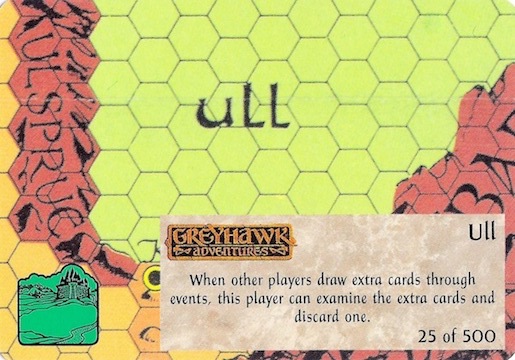 ULSPRUE
ULL
GREYHAWK
ADVENTURES
Ull
When other players draw extra cards through
events, this player can examine the extra cards and
discard one.
25 of 500